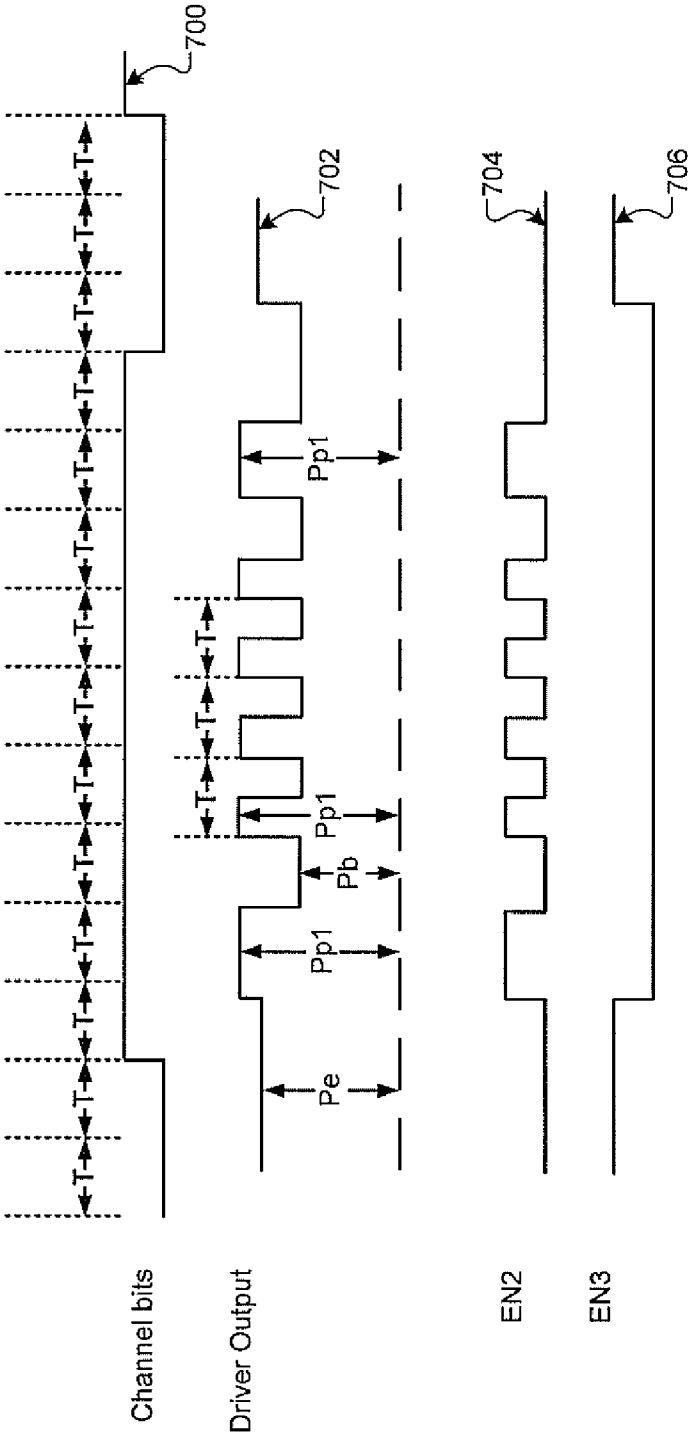 T T T T T T T T T T T T T T
Channel bits
700
T T T
Driver Output
Pe
Pp1
Pb
Pp1
Pp1
702
EN2
704
EN3
706